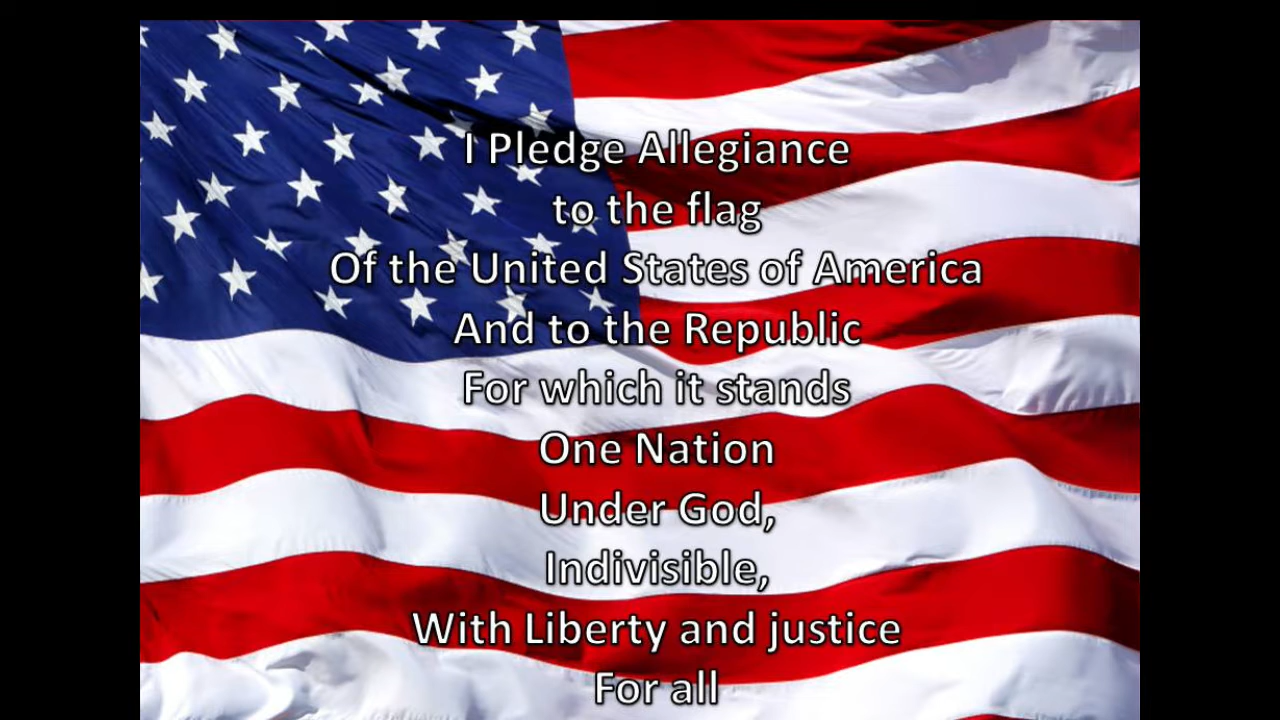 I Pledge Allegiance
to the flag
Of the United States of America
And to the Republic
For which it stands
One Nation
Under God,
Indivisible,
With Liberty and justice
For all